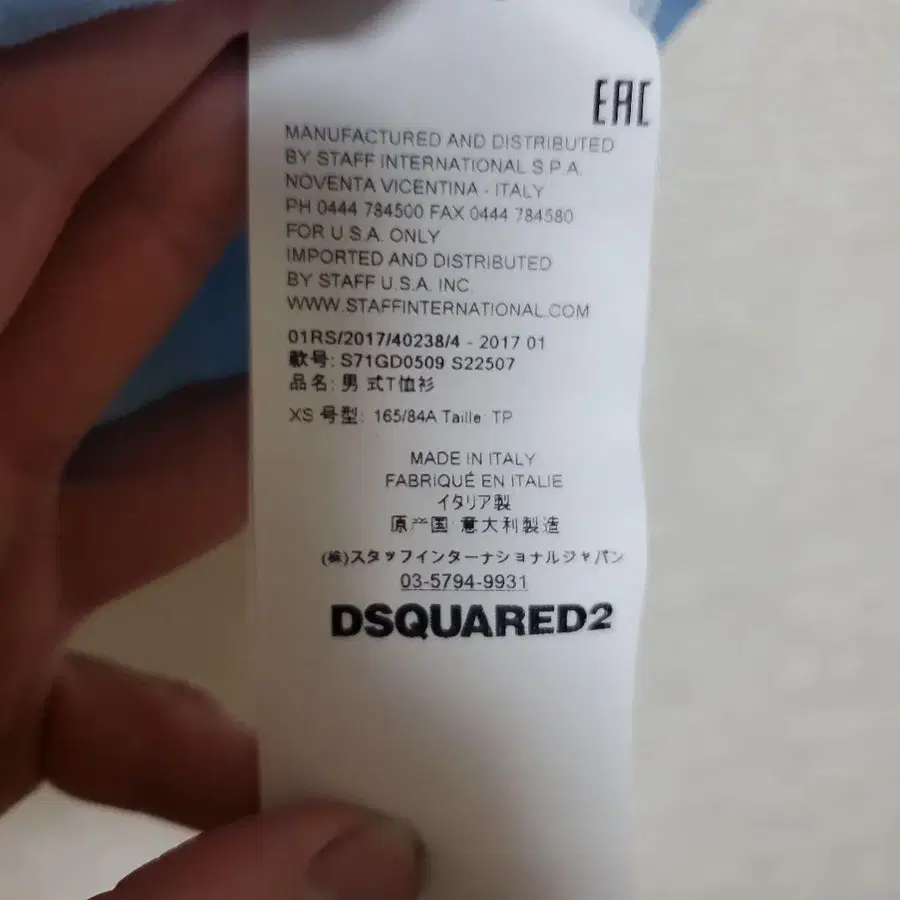 EAC
MANUFACTURED AND DISTRIBUTED
BY STAFF INTERNATIONAL S.P.A.
NOVENTA VICENTINA - ITALY
PH 0444 784500 FAX 0444 784580
FOR U.S.A. ONLY
IMPORTED AND DISTRIBUTED
BY STAFF U.S.A. INC.
WWW.STAFFINTERNATIONAL.COM
01RS/2017/40238/4 - 2017 01
款号: S71GD0509 S22507
品名: 男 式T恤衫
XS 号型: 165/84A Taille: TP
MADE IN ITALY
FABRIQUÉ EN ITALIE
イタリア製
原产国 意大利製造
(株)スタッフインターナショナルジャパン
03-5794-9931
DSQUARED2